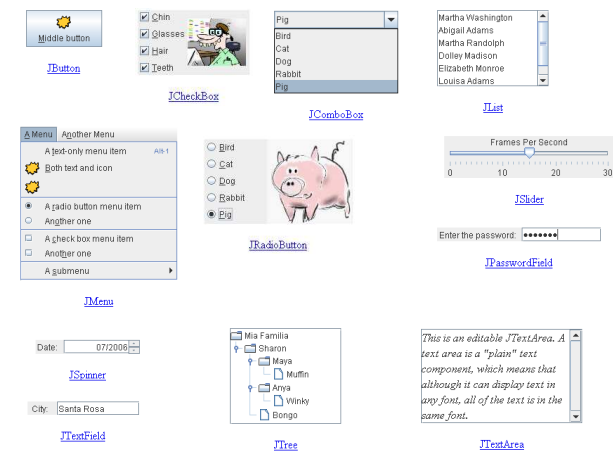 Middle button
JButton
Chin
Glasses
Hair
Teeth
JCheckBox
Pig
Bird
Cat
Dog
Rabbit
Pig
JComboBox
Martha Washington
Abigail Adams
Martha Randolph
Dolley Madison
Elizabeth Monroe
Louisa Adams
JList
A Menu Another Menu
A text-only menu item Alt-1
Both text and icon
A radio button menu item
Another one
A check box menu item
Another one
A submenu
JMenu
Bird
Cat
Dog
Rabbit
Pig
JRadioButton
Frames Per Second
0 10 20 30
JSlider
Enter the password: •••••••
JPasswordField
Date: 07/2006
JSpinner
City: Santa Rosa
JTextField
Mia Familia
Sharon
Maya
Muffin
Anya
Winky
Bongo
JTree
This is an editable JTextArea. A
text area is a "plain" text
component, which means that
although it can display text in
any font, all of the text is in the
same font.
JTextArea